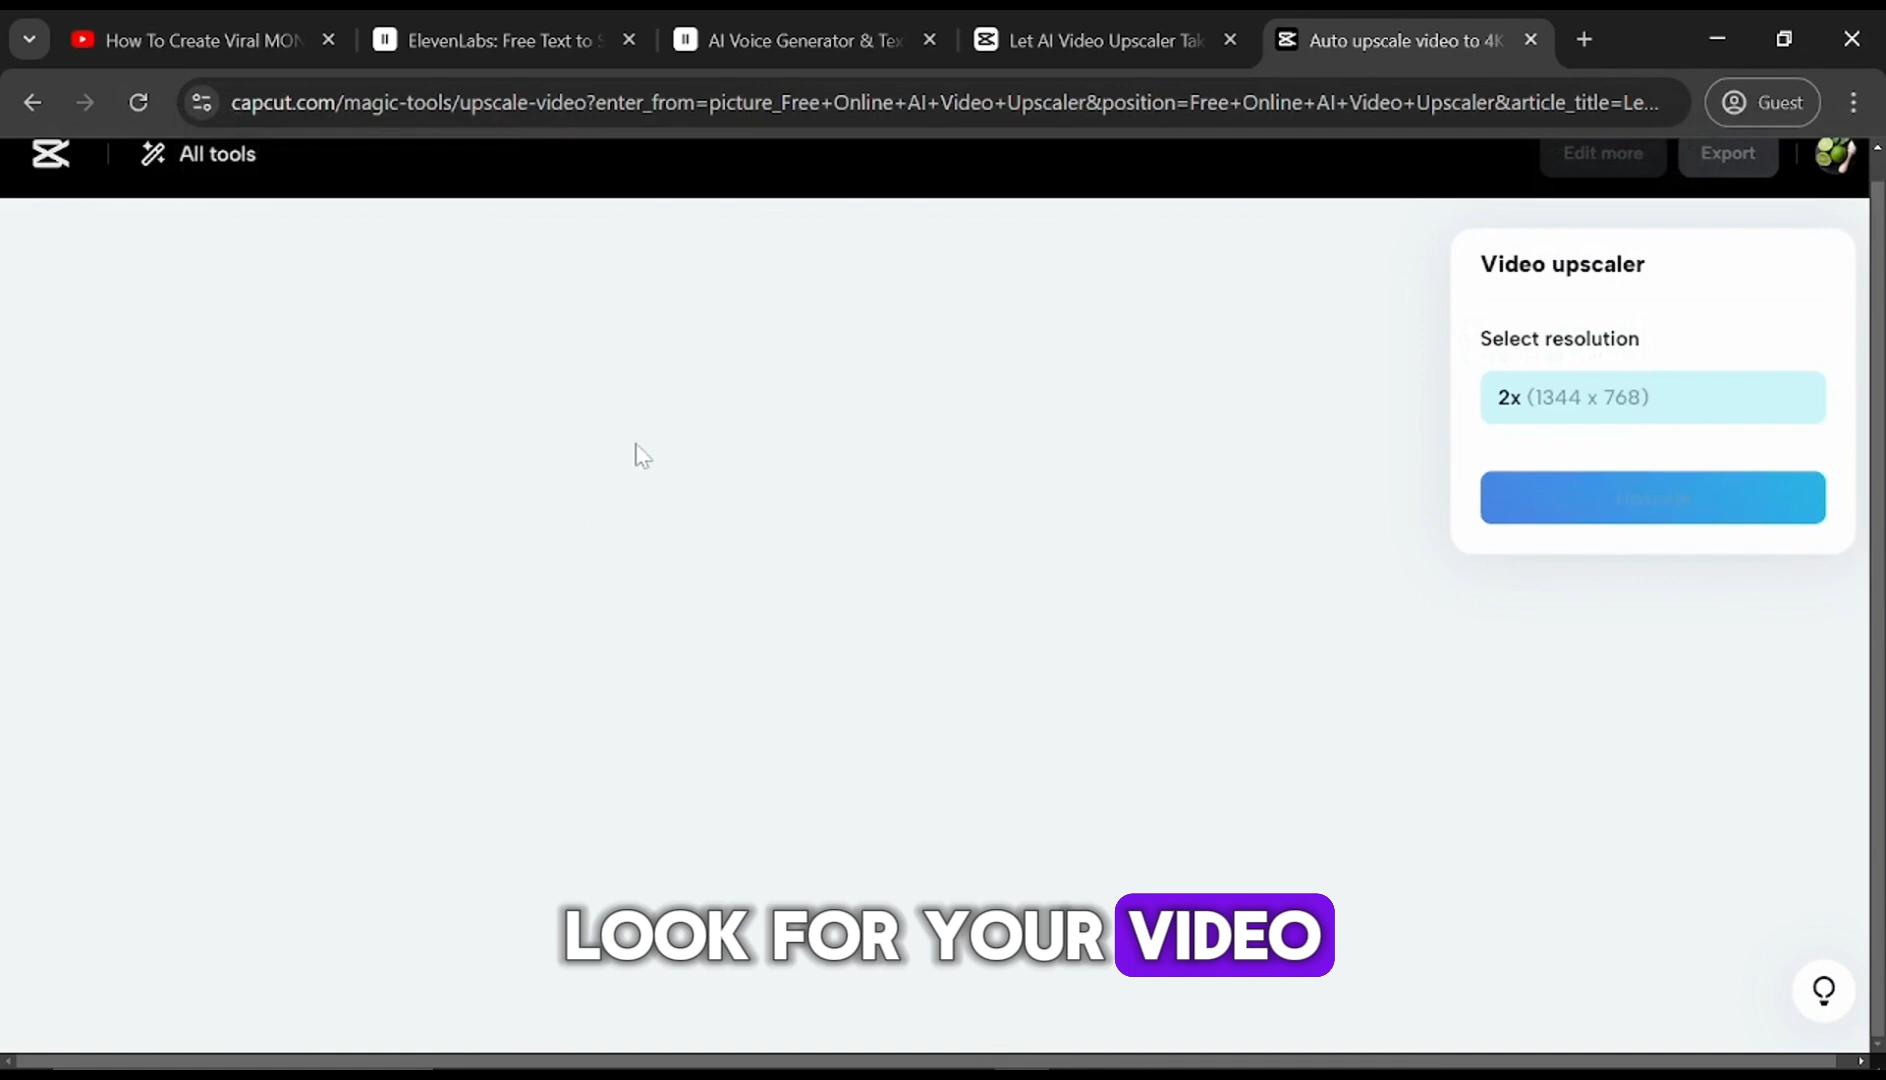 How To Create Viral MON
ElevenLabs: Free Text to S
AI Voice Generator & Tex
Let AI Video Upscaler Tak
Auto upscale video to 4K
capcut.com/magic-tools/upscale-video?enter_from=picture_Free+Online+AI+Video+Upscaler&position=Free+Online+AI+Video+Upscaler&article_title=Le...
Guest
All tools
Edit more
Export
Video upscaler
Select resolution
2x (1344 x 768)
Upscale
LOOK FOR YOUR VIDEO